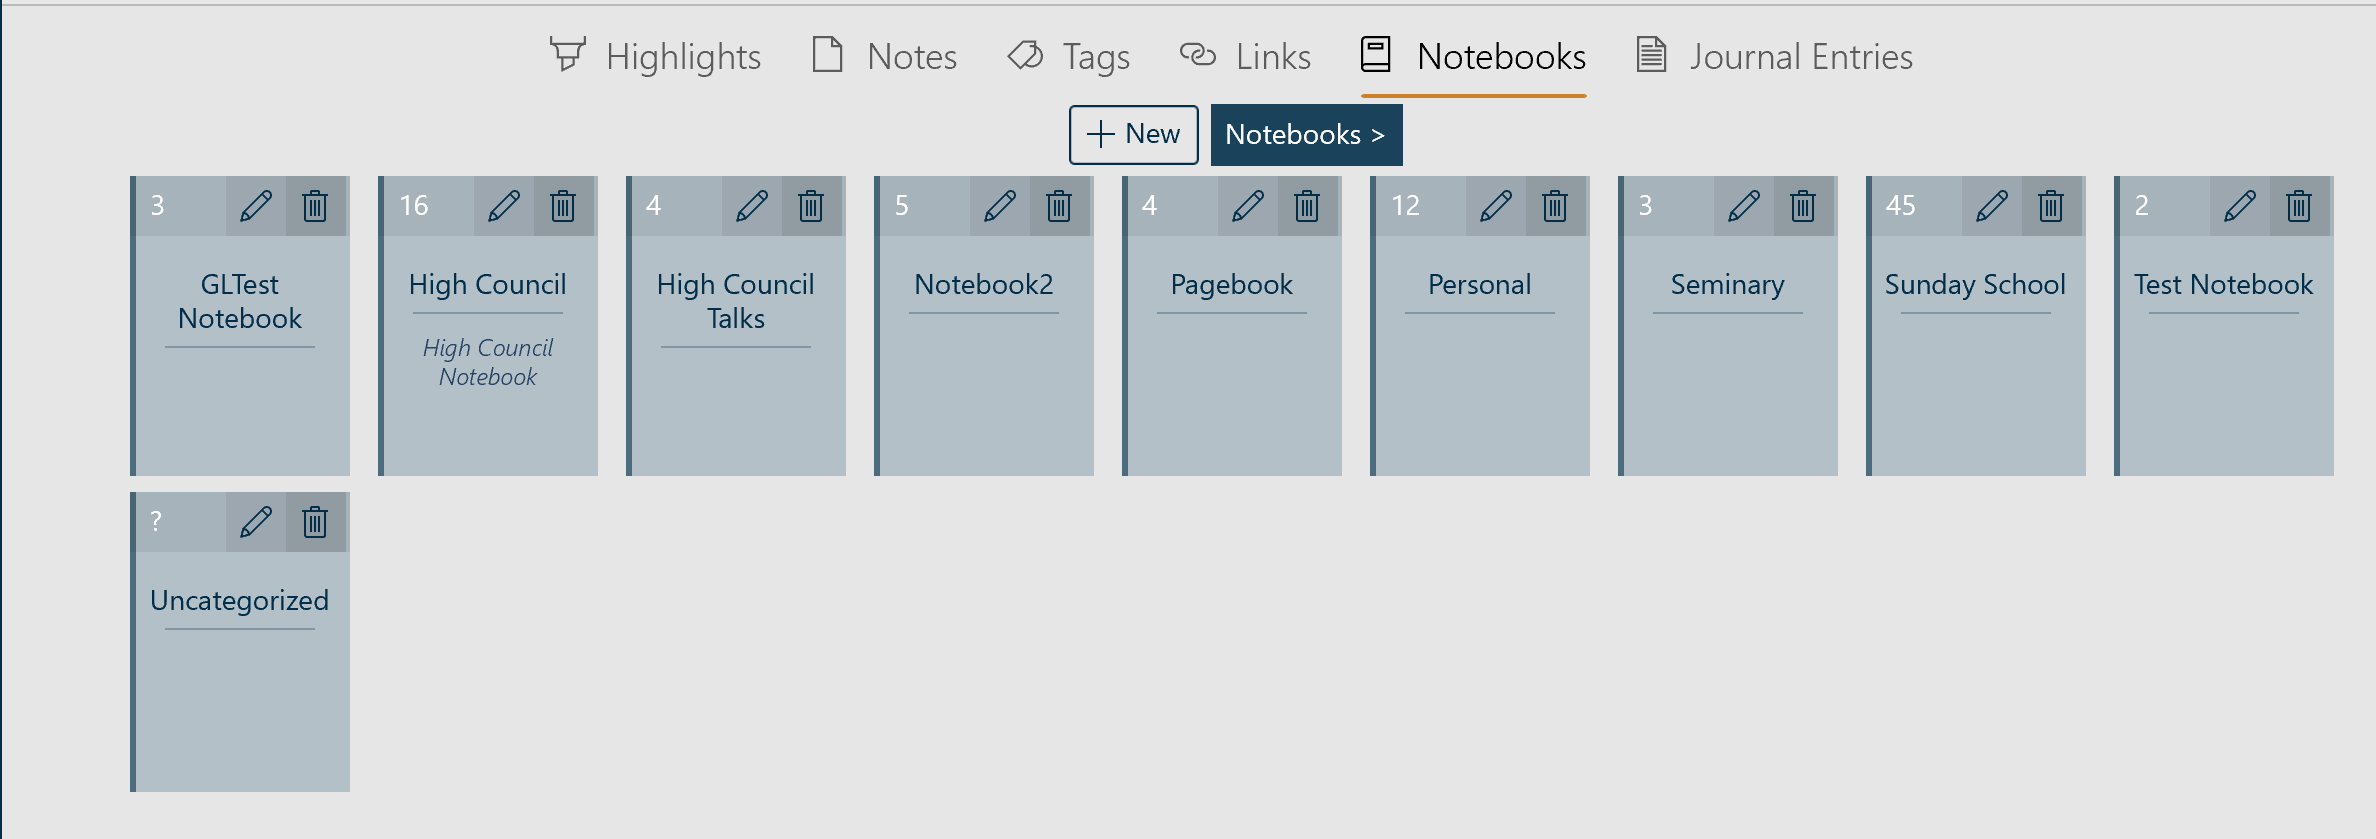 Highlights Notes Tags Links Notebooks Journal Entries
New Notebooks >
3 16 4 5 4 12 3 45 2
GLTest
Notebook
High Council
High Council
Notebook
High Council
Talks
Notebook2
Pagebook
Personal
Seminary
Sunday School
Test Notebook
?
Uncategorized